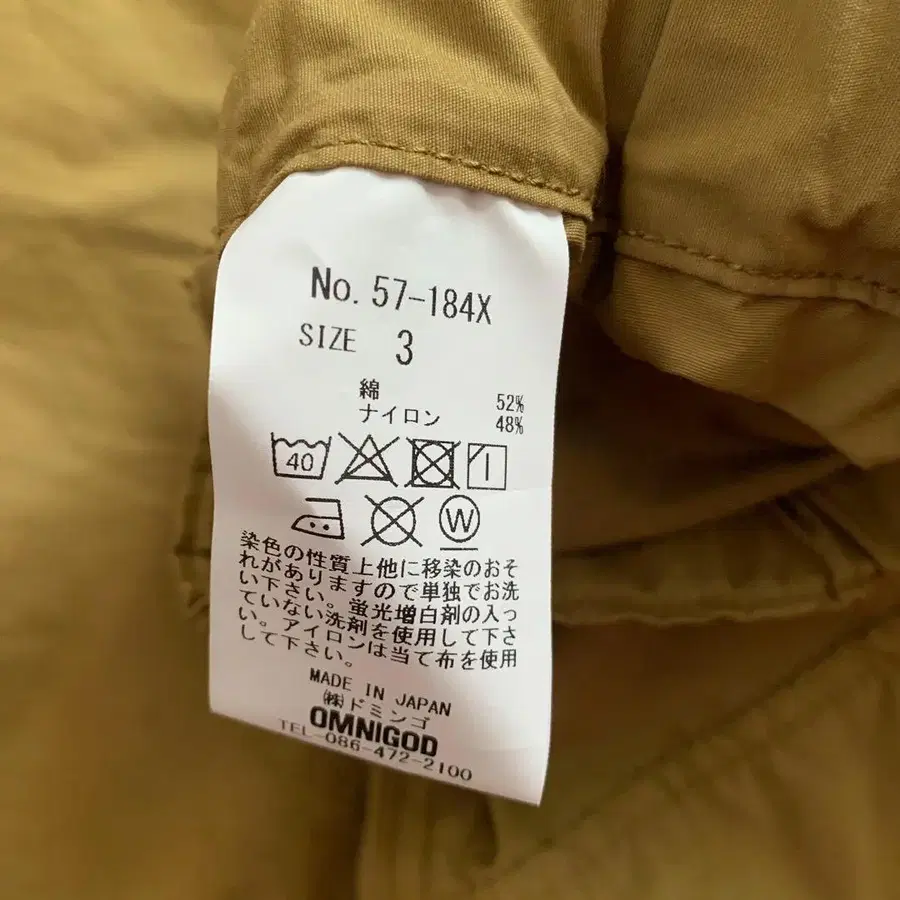 No. 57-184X
SIZE 3
綿 52%
ナイロン 48%
40
W
染色の性質上他に移染のおそ
れがありますので単独でお洗
い下さい。蛍光増白剤の入っ
ていない洗剤を使用して下さ
い。アイロンは当て布を使用
して下さい。
MADE IN JAPAN
㈱ドミンゴ
OMNIGOD
TEL-086-472-2100